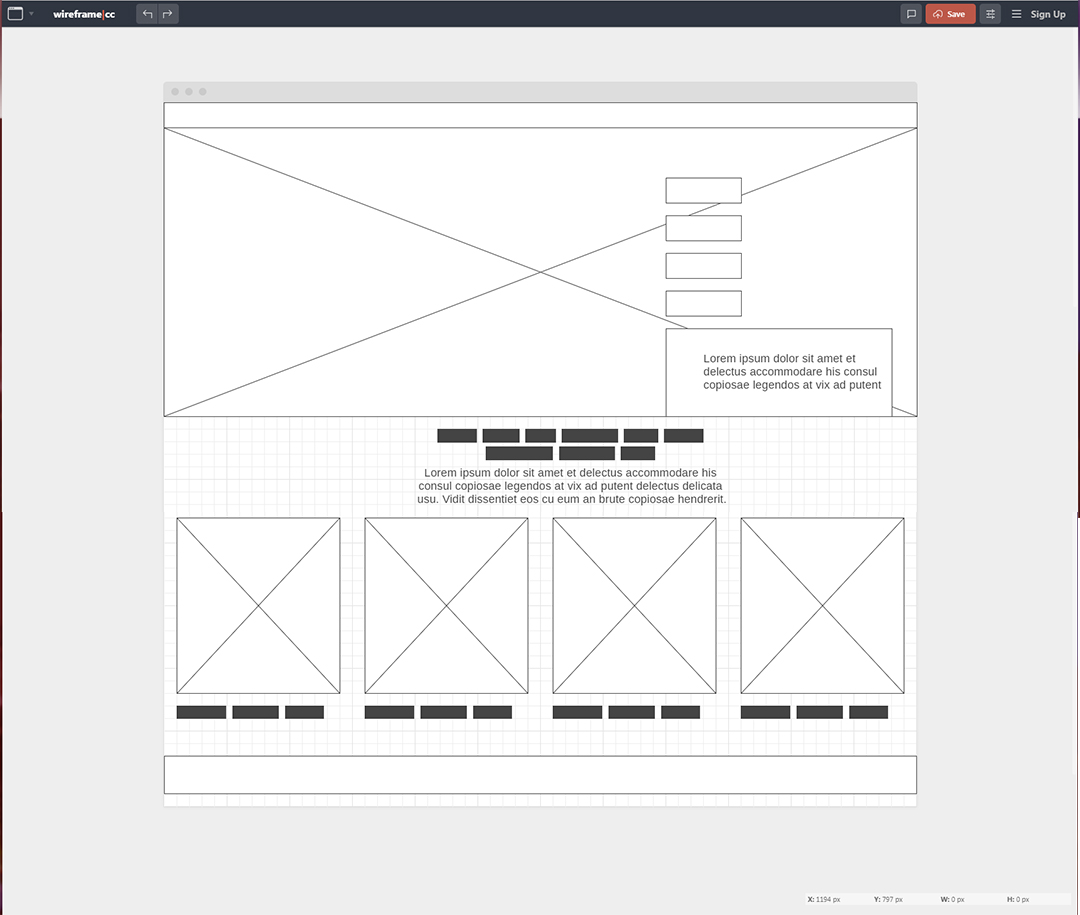 wireframe|cc
Save
Sign Up
Lorem ipsum dolor sit amet et
delectus accommodare his consul
copiosae legendos at vix ad putent
Lorem ipsum dolor sit amet et delectus accommodare his
consul copiosae legendos at vix ad putent delectus delicata
usu. Vidit dissentiet eos cu eum an brute copiosae hendrerit.
X: 1194 px Y: 797 px W: 0 px H: 0 px